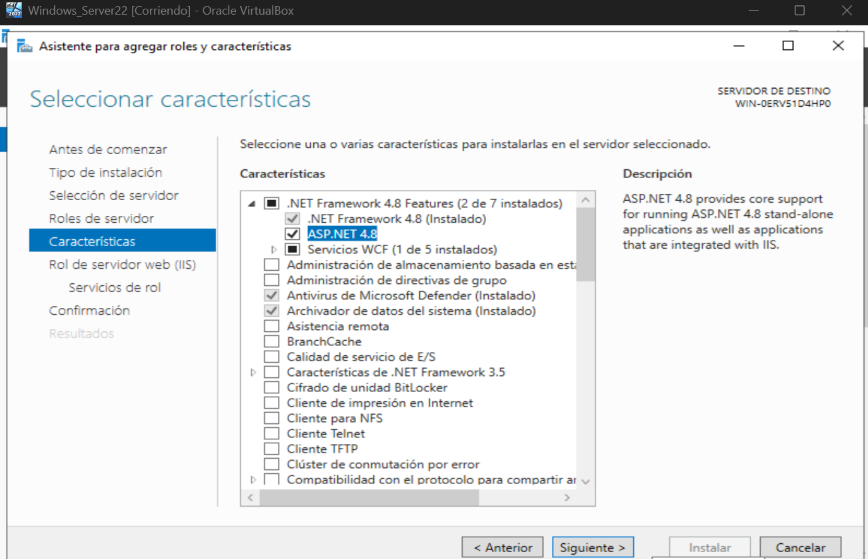 Windows_Server22 [Corriendo] - Oracle VirtualBox
Asistente para agregar roles y características
Seleccionar características
SERVIDOR DE DESTINO
WIN-0ERV51D4HP0
Antes de comenzar
Tipo de instalación
Selección de servidor
Roles de servidor
Características
Rol de servidor web (IIS)
Servicios de rol
Confirmación
Resultados
Seleccione una o varias características para instalarlas en el servidor seleccionado.
Características
.NET Framework 4.8 Features (2 de 7 instalados)
.NET Framework 4.8 (Instalado)
ASP.NET 4.8
Servicios WCF (1 de 5 instalados)
Administración de almacenamiento basada en está
Administración de directivas de grupo
Antivirus de Microsoft Defender (Instalado)
Archivador de datos del sistema (Instalado)
Asistencia remota
BranchCache
Calidad de servicio de E/S
Características de .NET Framework 3.5
Cifrado de unidad BitLocker
Cliente de impresión en Internet
Cliente para NFS
Cliente Telnet
Cliente TFTP
Clúster de conmutación por error
Compatibilidad con el protocolo para compartir ar
Descripción
ASP.NET 4.8 provides core support
for running ASP.NET 4.8 stand-alone
applications as well as applications
that are integrated with IIS.
< Anterior
Siguiente >
Instalar
Cancelar